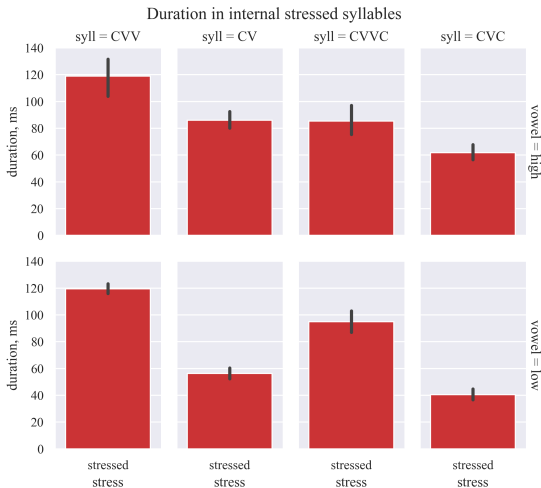 Duration in internal stressed syllables
syll = CVV
syll = CV
syll = CVVC
syll = CVC
140
120
100
80
60
40
20
0
duration, ms
vowel = high
140
120
100
80
60
40
20
0
duration, ms
vowel = low
stressed
stressed
stressed
stressed
stress
stress
stress
stress